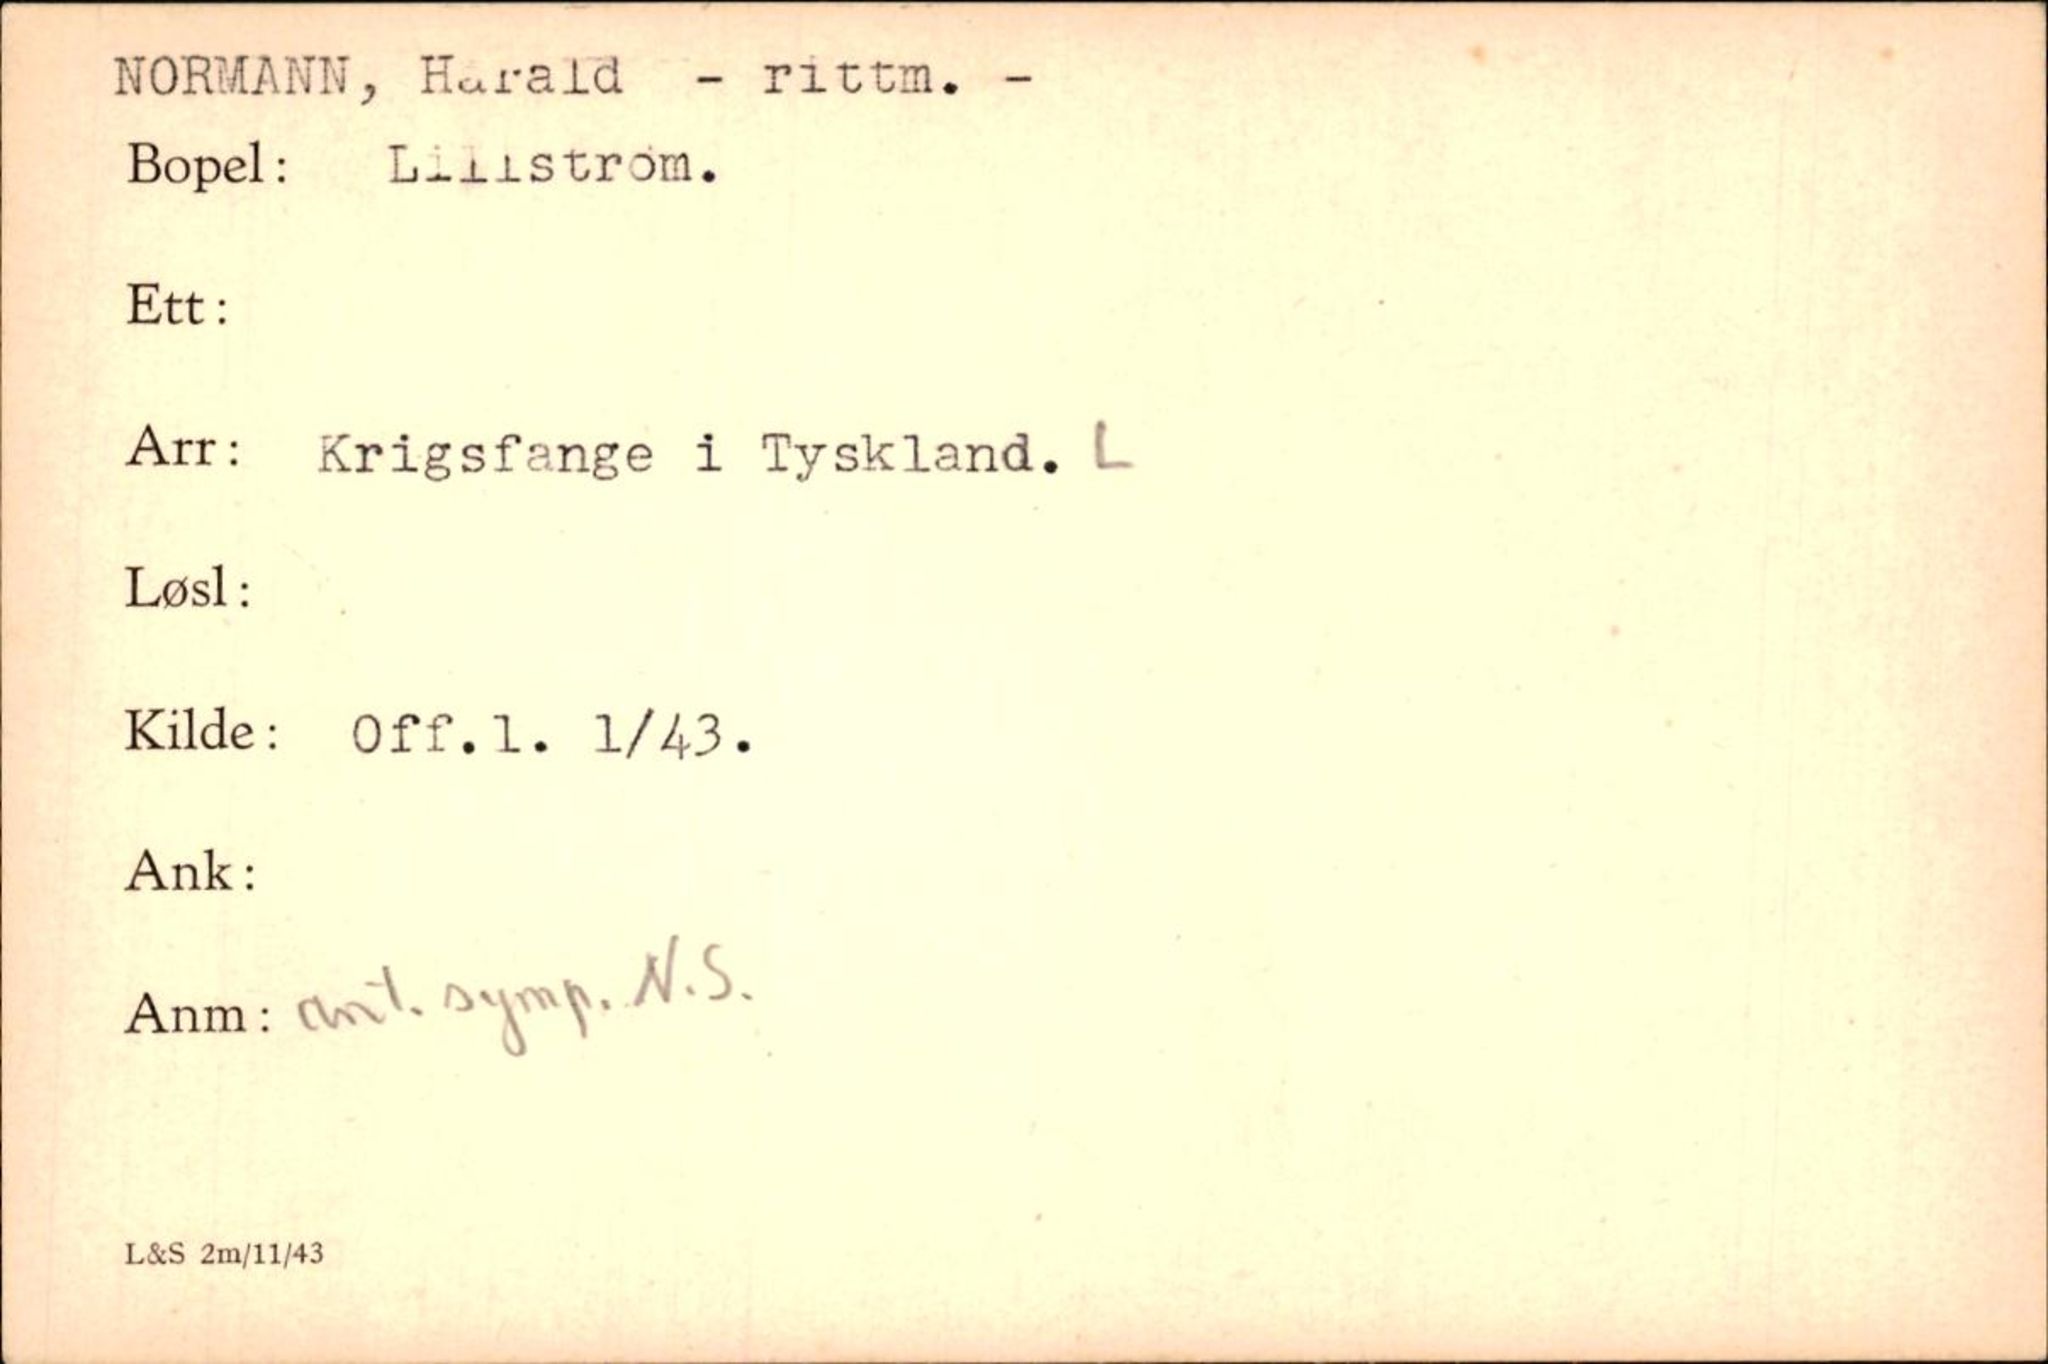 NORMANN, Harald - rittm. -
Bopel: Lillström.
Ett:
Arr: Krigsfange i Tyskland. L
Løsl:
Kilde: Off.l. 1/43.
Ank:
Anm: ant. symp. N.S.
L&S 2m/11/43